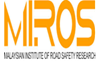 MIROS
MALAYSIAN INSTITUTE OF ROAD SAFETY RESEARCH